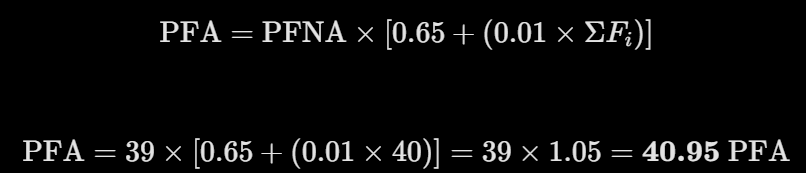 PFA = PFNA × [0.65 + (0.01 × ΣFᵢ)]
PFA = 39 × [0.65 + (0.01 × 40)] = 39 × 1.05 = 40.95 PFA